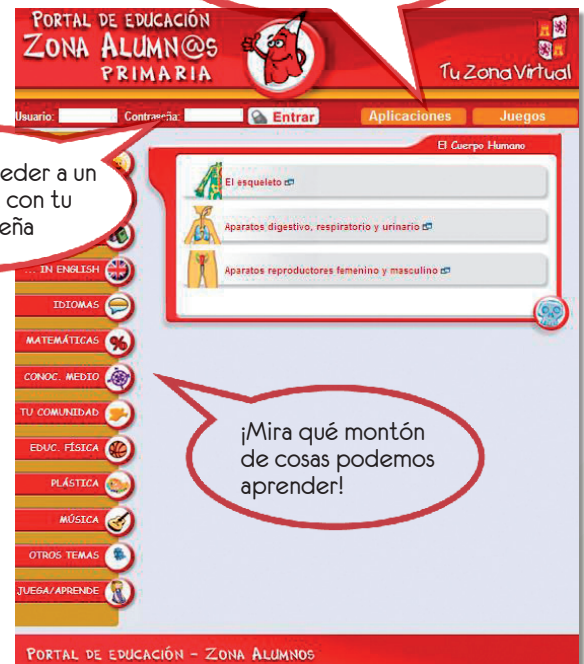 PORTAL DE EDUCACIÓN
ZONA ALUMN@S
PRIMARIA
Tu Zona Virtual
Usuario:
Contraseña:
Entrar
Aplicaciones
Juegos
eder a un
con tu
eña
El Cuerpo Humano
El esqueleto
Aparatos digestivo, respiratorio y urinario
Aparatos reproductores femenino y masculino
... IN ENGLISH
IDIOMAS
MATEMÁTICAS
CONOC. MEDIO
TU COMUNIDAD
EDUC. FÍSICA
PLÁSTICA
MÚSICA
OTROS TEMAS
JUEGA/APRENDE
¡Mira qué montón
de cosas podemos
aprender!
PORTAL DE EDUCACIÓN - ZONA ALUMNOS